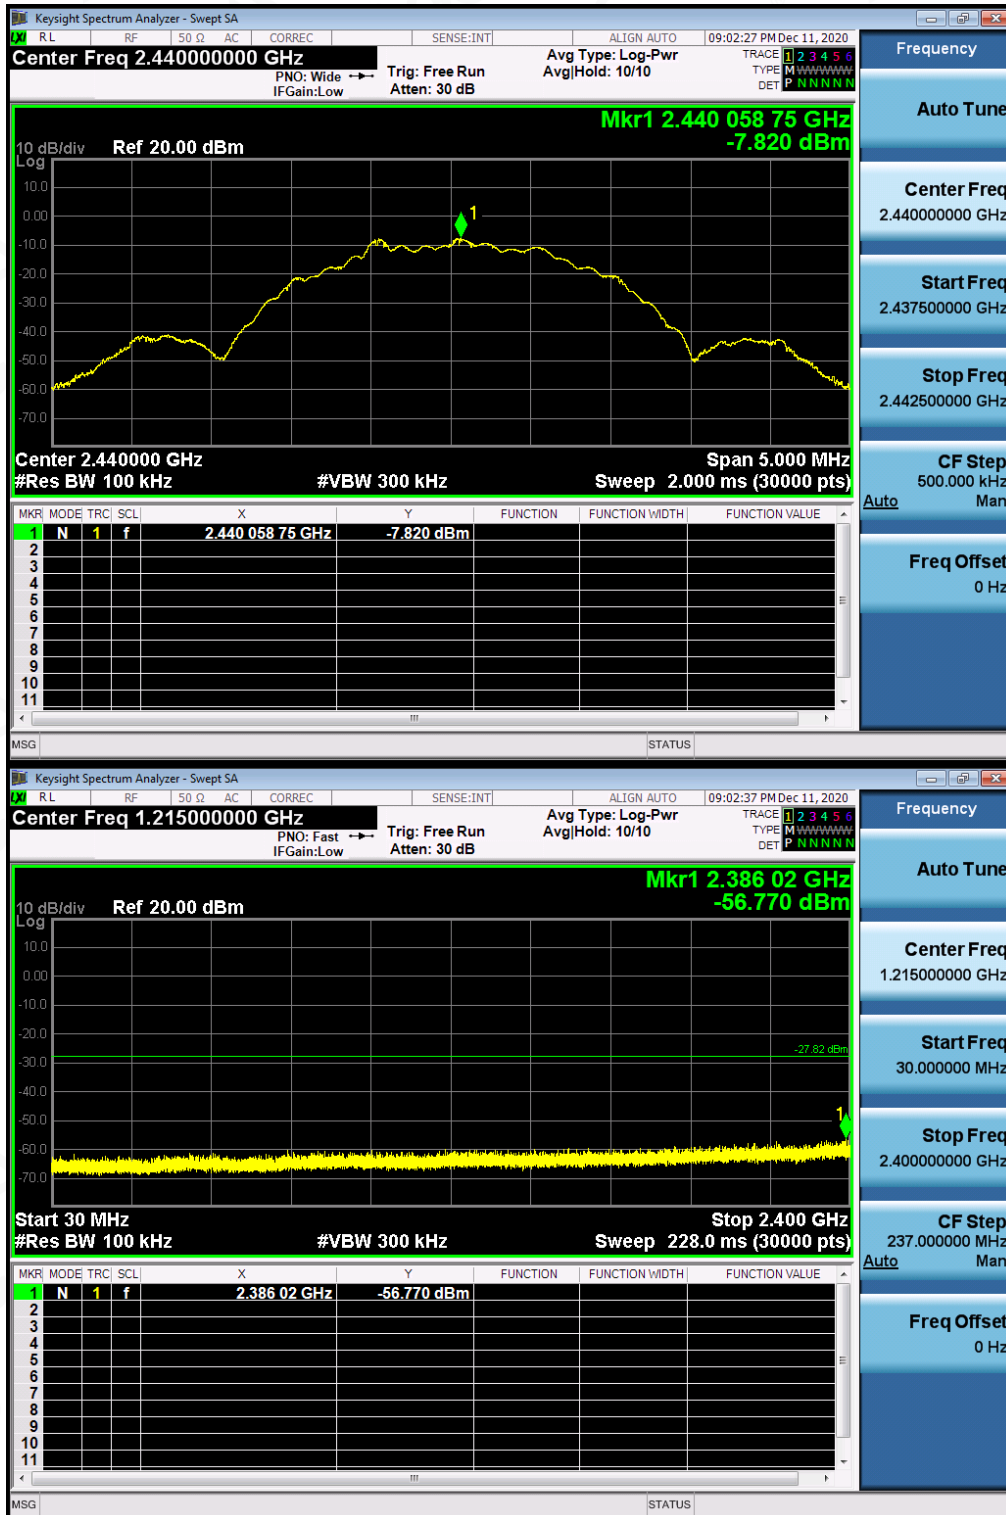 Keysight Spectrum Analyzer - Swept SA
LXI RL RF 50 Ω AC CORREC SENSE:INT ALIGN AUTO 09:02:27 PM Dec 11, 2020
Center Freq 2.440000000 GHz
PNO: Wide
IFGain:Low
Trig: Free Run
Atten: 30 dB
Avg Type: Log-Pwr
Avg|Hold: 10/10
TRACE 1 2 3 4 5 6
TYPE M W W W W W
DET P N N N N N
Mkr1 2.440 058 75 GHz
-7.820 dBm
10 dB/div Ref 20.00 dBm
Log
10.0
0.00
-10.0
-20.0
-30.0
-40.0
-50.0
-60.0
-70.0
1
Center 2.440000 GHz Span 5.000 MHz
#Res BW 100 kHz #VBW 300 kHz Sweep 2.000 ms (30000 pts)
MKR MODE TRC SCL X Y FUNCTION FUNCTION WIDTH FUNCTION VALUE
1 N 1 f 2.440 058 75 GHz -7.820 dBm
2
3
4
5
6
7
8
9
10
11
MSG STATUS
Frequency
Auto Tune
Center Freq
2.440000000 GHz
Start Freq
2.437500000 GHz
Stop Freq
2.442500000 GHz
CF Step
500.000 kHz
Auto Man
Freq Offset
0 Hz
Keysight Spectrum Analyzer - Swept SA
LXI RL RF 50 Ω AC CORREC SENSE:INT ALIGN AUTO 09:02:37 PM Dec 11, 2020
Center Freq 1.215000000 GHz
PNO: Fast
IFGain:Low
Trig: Free Run
Atten: 30 dB
Avg Type: Log-Pwr
Avg|Hold: 10/10
TRACE 1 2 3 4 5 6
TYPE M W W W W W
DET P N N N N N
Mkr1 2.386 02 GHz
-56.770 dBm
10 dB/div Ref 20.00 dBm
Log
10.0
0.00
-10.0
-20.0
-30.0
-40.0
-50.0
-60.0
-70.0
-27.82 dBm
1
Start 30 MHz Stop 2.400 GHz
#Res BW 100 kHz #VBW 300 kHz Sweep 228.0 ms (30000 pts)
MKR MODE TRC SCL X Y FUNCTION FUNCTION WIDTH FUNCTION VALUE
1 N 1 f 2.386 02 GHz -56.770 dBm
2
3
4
5
6
7
8
9
10
11
MSG STATUS
Frequency
Auto Tune
Center Freq
1.215000000 GHz
Start Freq
30.000000 MHz
Stop Freq
2.400000000 GHz
CF Step
237.000000 MHz
Auto Man
Freq Offset
0 Hz